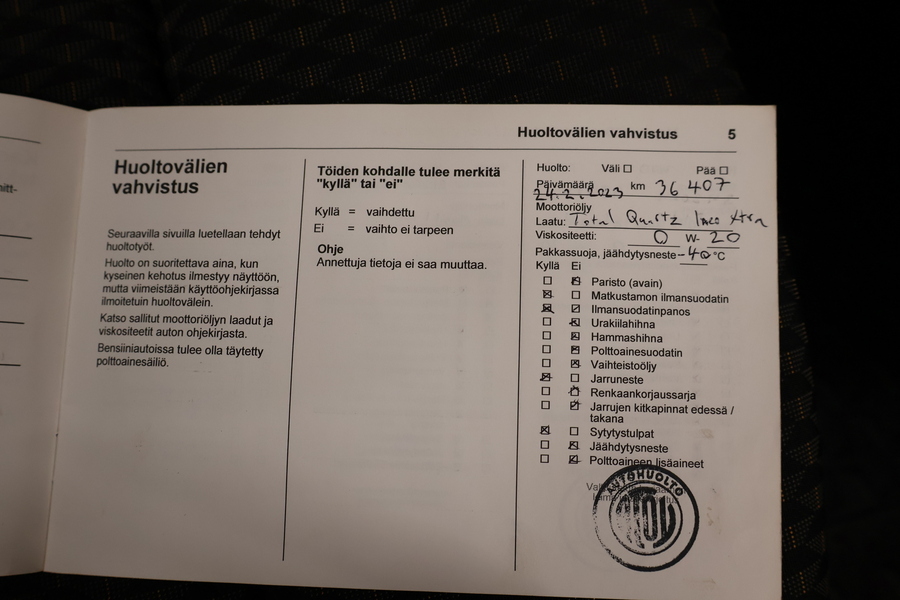 Huoltovälien vahvistus 5
Huoltovälien
vahvistus
Seuraavilla sivuilla luetellaan tehdyt
huoltotyöt.
Huolto on suoritettava aina, kun
kyseinen kehotus ilmestyy näyttöön,
mutta viimeistään käyttöohjekirjassa
ilmoitetuin huoltovälein.
Katso sallitut moottoriöljyn laadut ja
viskositeetit auton ohjekirjasta.
Bensiiniautoissa tulee olla täytetty
polttoainesäiliö.
Töiden kohdalle tulee merkitä
"kyllä" tai "ei"
Kyllä = vaihdettu
Ei = vaihto ei tarpeen
Ohje
Annettuja tietoja ei saa muuttaa.
Huolto: Väli Pää
Päivämäärä 24.2.2023 km 36 407
Moottoriöljy
Laatu: Total Quartz Ineo Xtra
Viskositeetti: 0 W- 20
Pakkassuoja, jäähdytysneste -40 °C
Kyllä Ei
Paristo (avain)
Matkustamon ilmansuodatin
Ilmansuodatinpanos
Urakiilahihna
Hammashihna
Polttoainesuodatin
Vaihteistoöljy
Jarruneste
Renkaankorjaussarja
Jarrujen kitkapinnat edessä /
takana
Sytytystulpat
Jäähdytysneste
Polttoaineen lisäaineet
AUTOHUOLTO